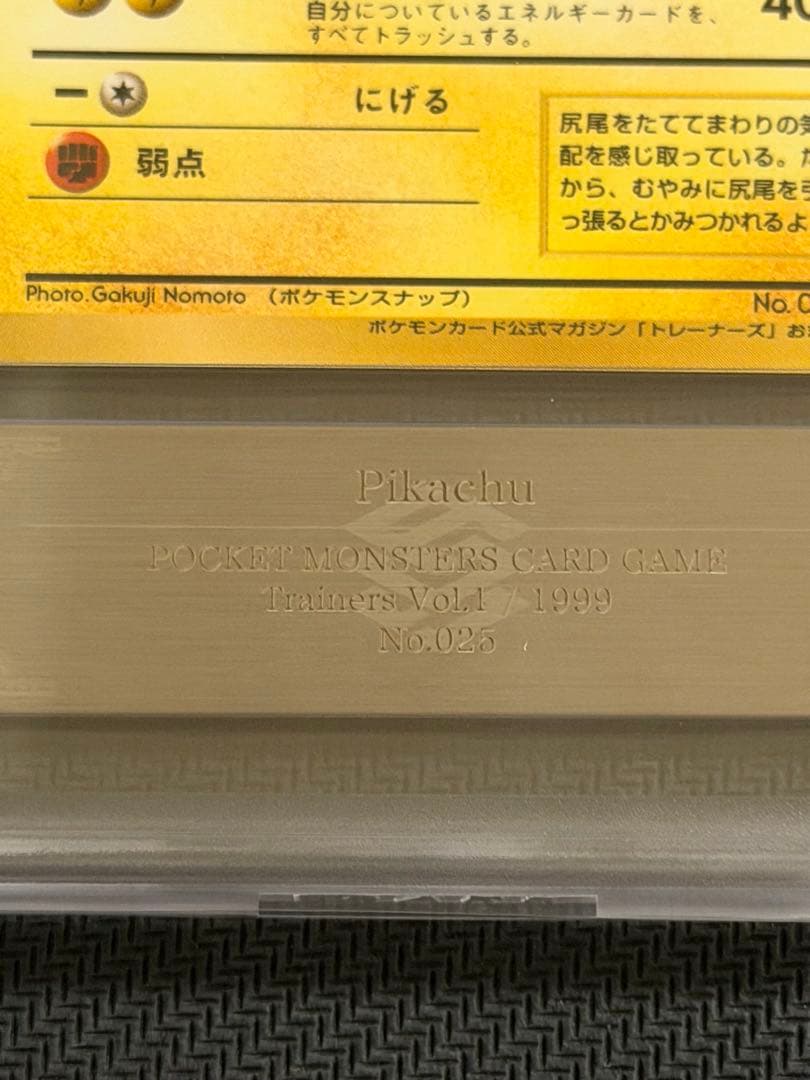 自分についているエネルギーカードを、
すべてトラッシュする。
40
ー にげる
弱点
尻尾をたててまわりの気
配を感じ取っている。だ
から、むやみに尻尾を引
っ張るとかみつかれるよ
Photo.Gakuji Nomoto (ポケモンスナップ)
No. 0
ポケモンカード公式マガジン「トレーナーズ」お
Pikachu
POCKET MONSTERS CARD GAME
Trainers Vol.1 / 1999
No.025